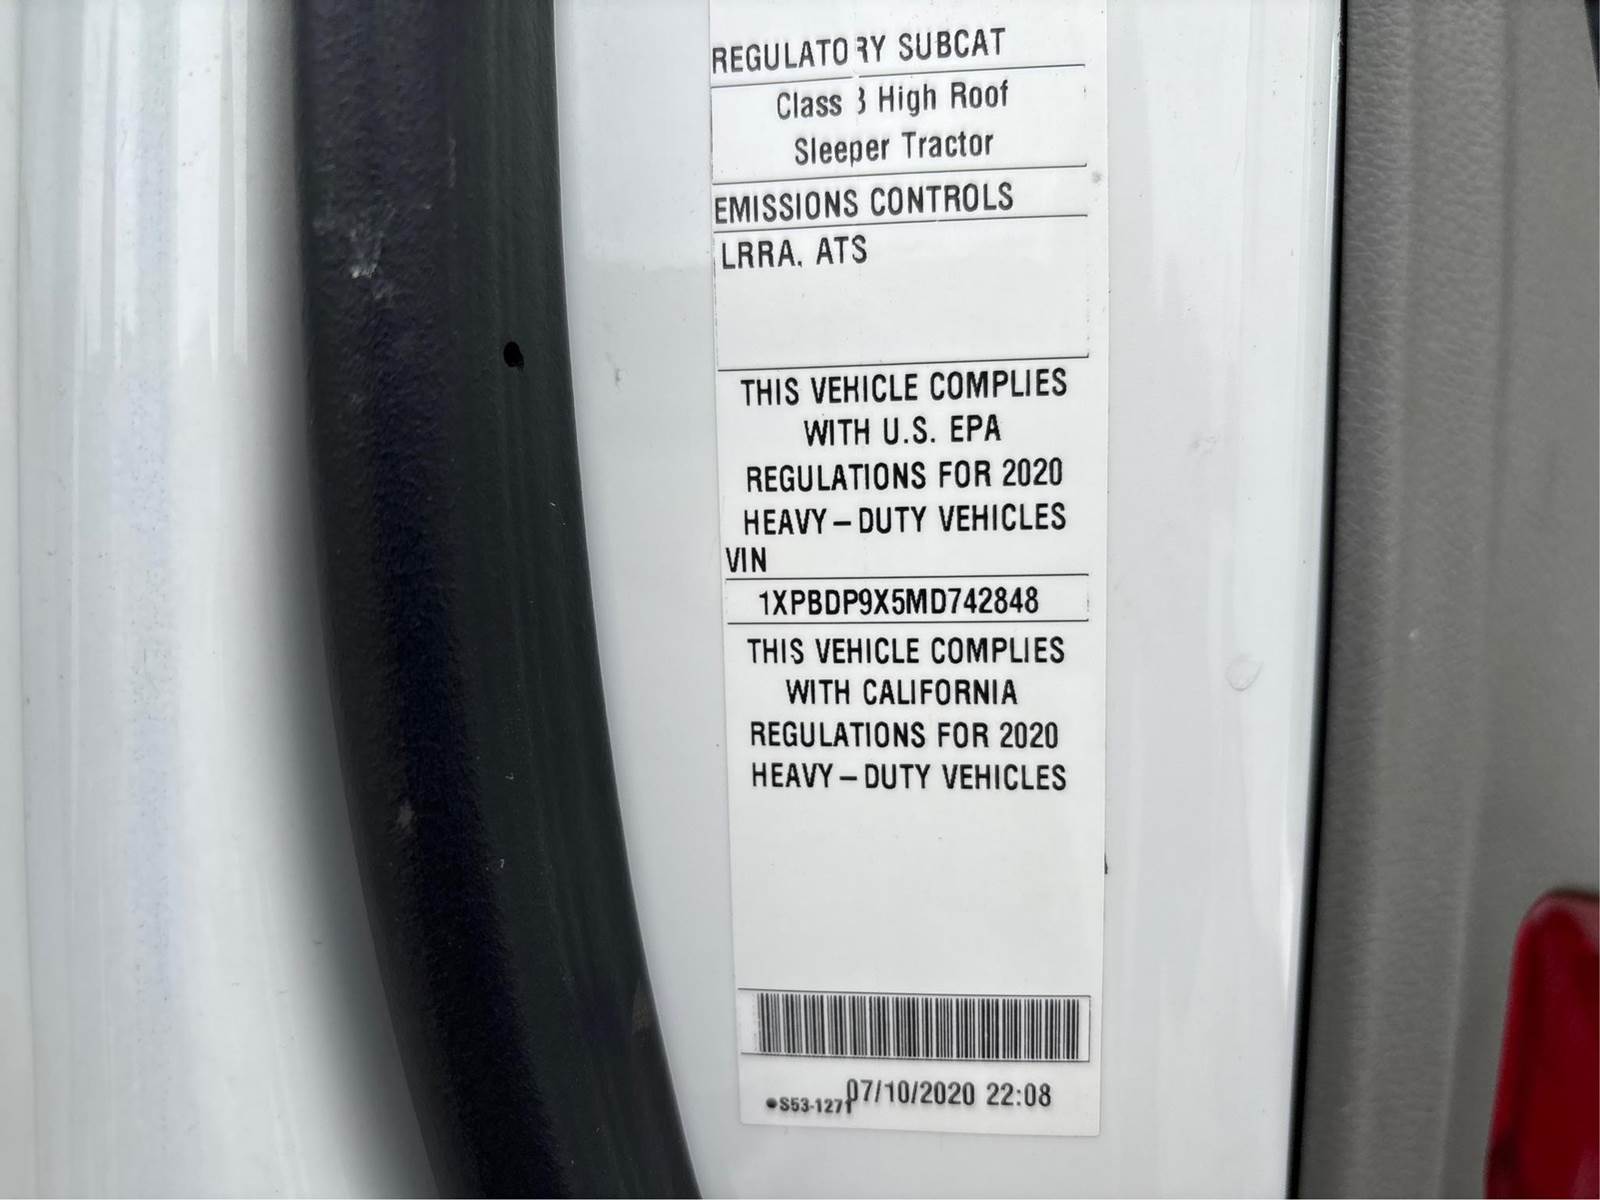 REGULATORY SUBCAT
Class 8 High Roof
Sleeper Tractor
EMISSIONS CONTROLS
LRRA, ATS
THIS VEHICLE COMPLIES
WITH U.S. EPA
REGULATIONS FOR 2020
HEAVY-DUTY VEHICLES
VIN
1XPBDP9X5MD742848
THIS VEHICLE COMPLIES
WITH CALIFORNIA
REGULATIONS FOR 2020
HEAVY-DUTY VEHICLES
•S53-1271 07/10/2020 22:08